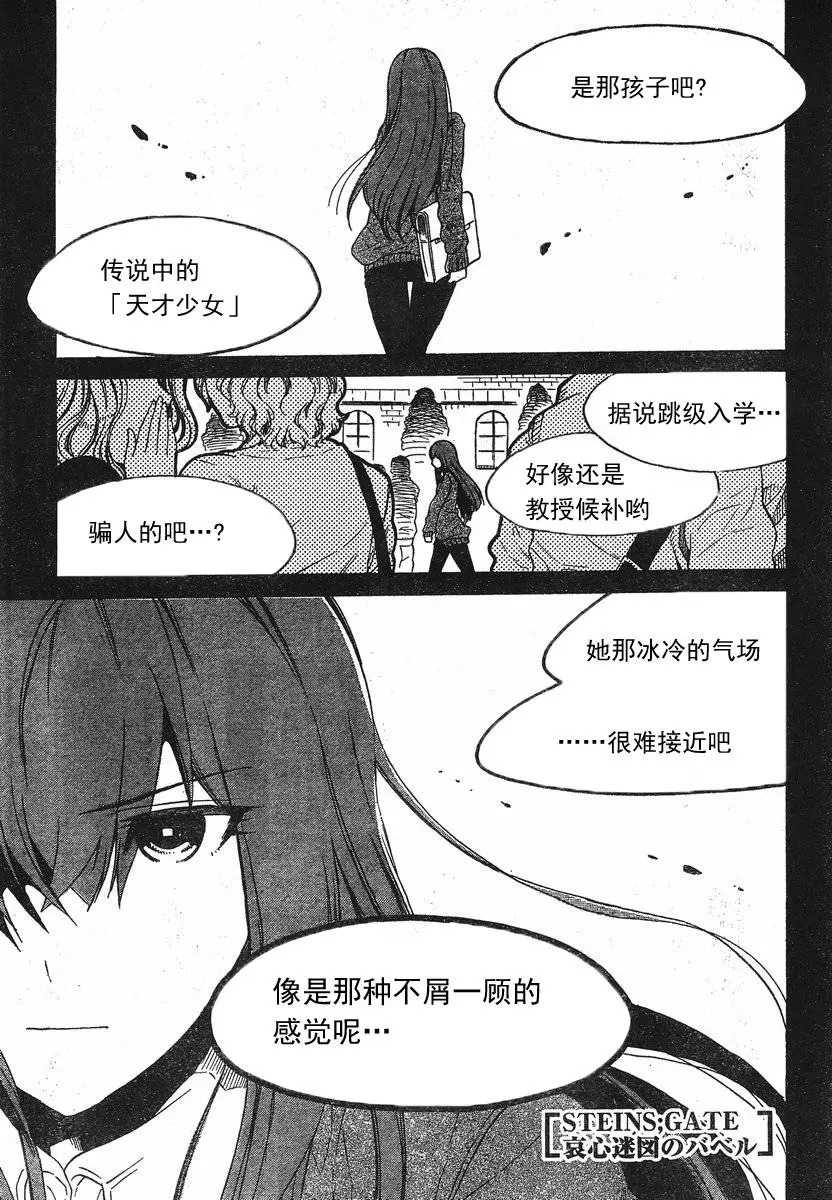 是那孩子吧?
传说中的
「天才少女」
据说跳级入学…
好像还是
教授候补哟
骗人的吧…?
她那冰冷的气场
……很难接近吧
像是那种不屑一顾的
感觉呢…
STEINS;GATE
哀心迷図のバベル